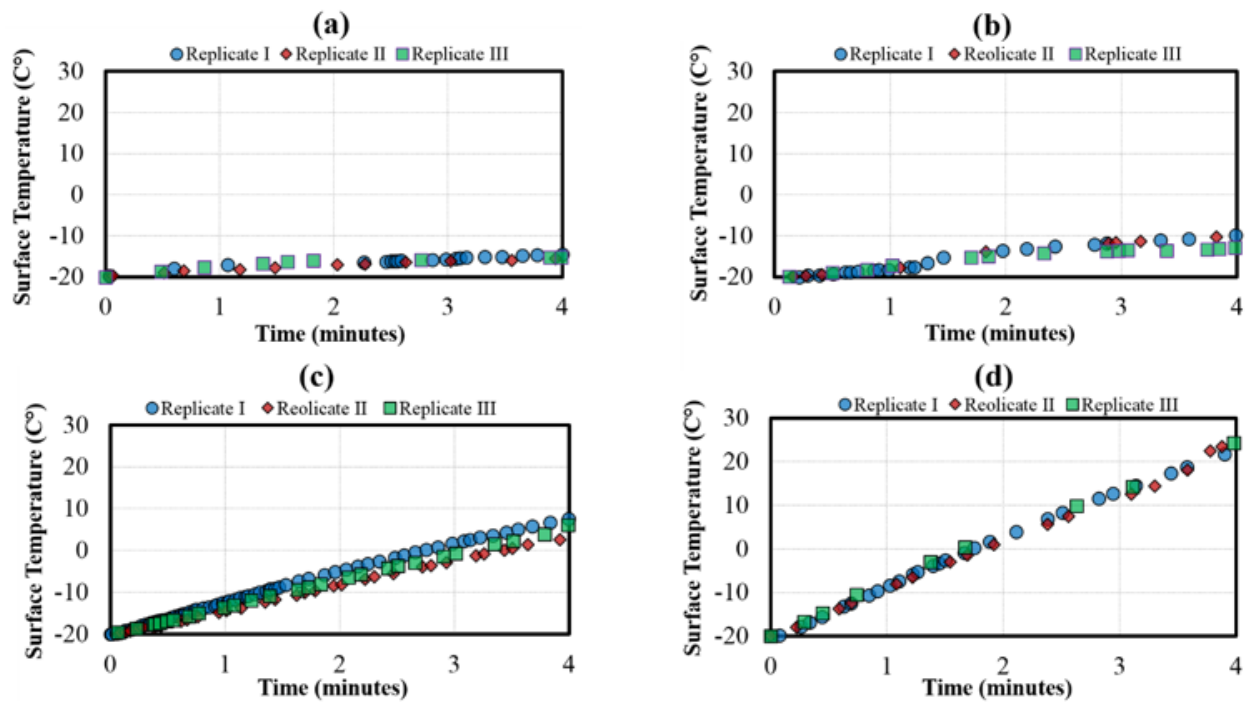 (a)
Replicate I Replicate II Replicate III
30
20
10
0
-10
-20
0 1 2 3 4
Surface Temperature (C°)
Time (minutes)
(b)
Replicate I Reolicate II Replicate III
30
20
10
0
-10
-20
0 1 2 3 4
Surface Temperature (C°)
Time (minutes)
(c)
Replicate I Reolicate II Replicate III
30
20
10
0
-10
-20
0 1 2 3 4
Surface Temperature (C°)
Time (minutes)
(d)
Replicate I Reolicate II Replicate III
30
20
10
0
-10
-20
0 1 2 3 4
Surface Temperature (C°)
Time (minutes)